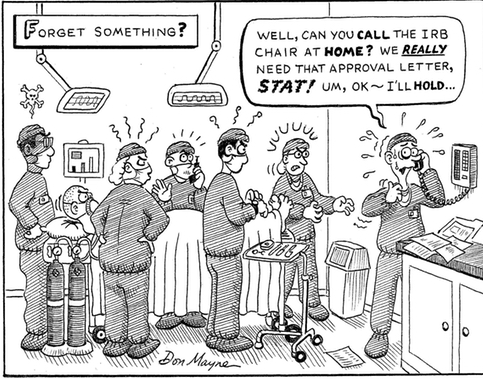 FORGET SOMETHING?
WELL, CAN YOU CALL THE IRB
CHAIR AT HOME? WE REALLY
NEED THAT APPROVAL LETTER,
STAT! UM, OK~I'LL HOLD...
Don Mayne